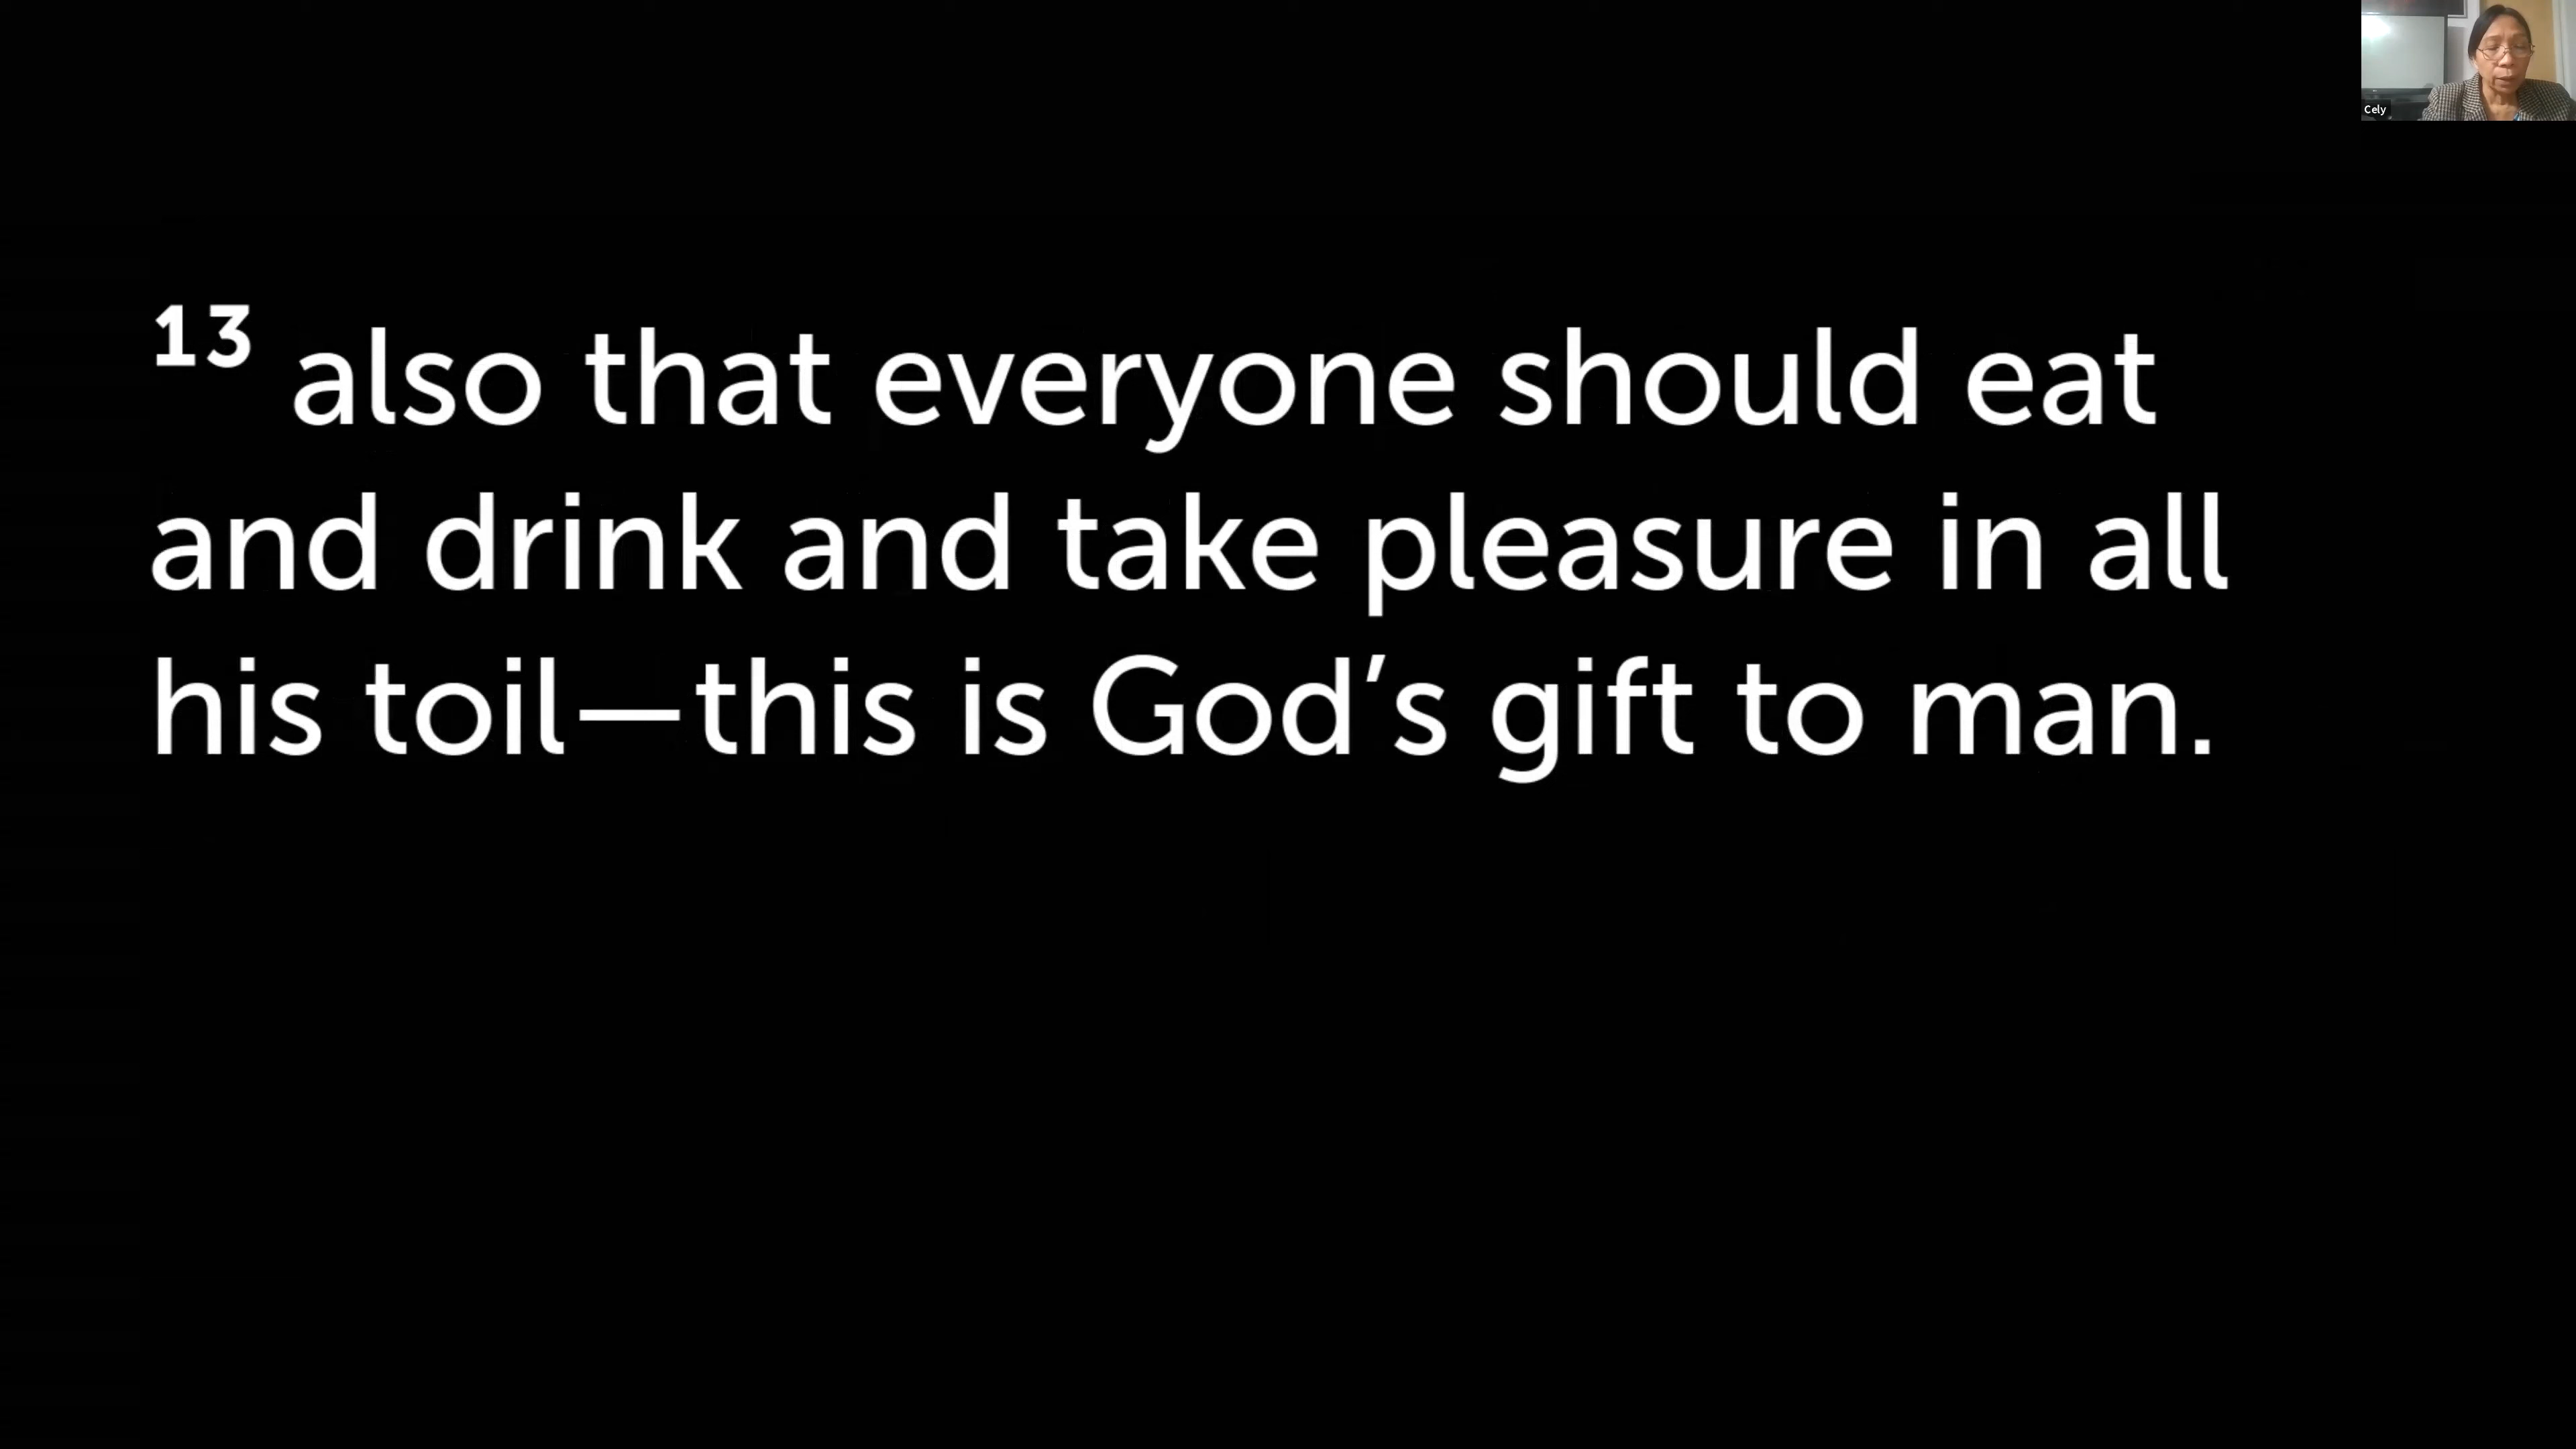 Cely
13 also that everyone should eat
and drink and take pleasure in all
his toil—this is God’s gift to man.